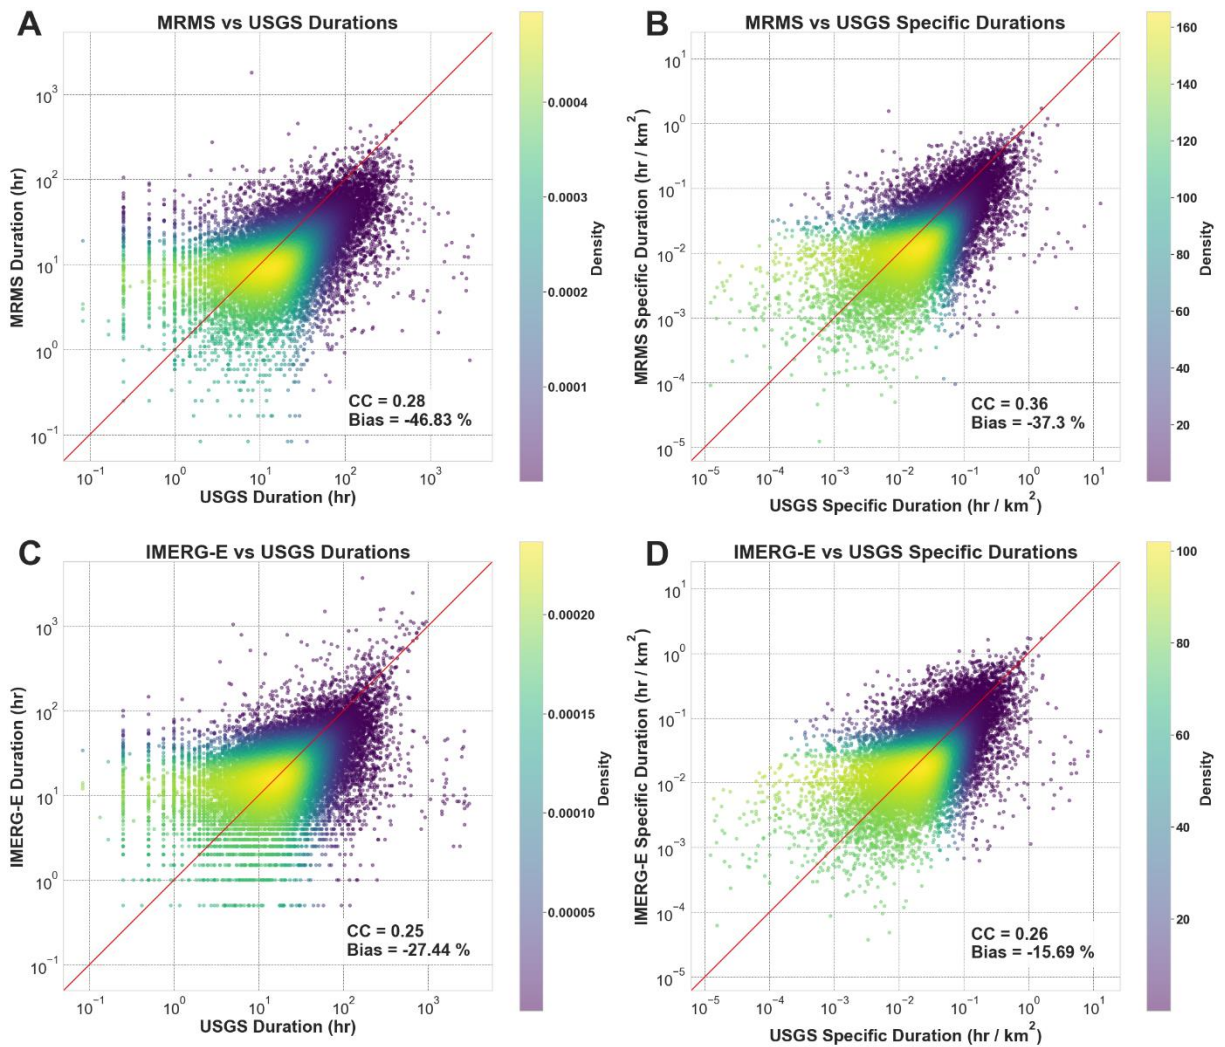 A
MRMS vs USGS Durations
MRMS Duration (hr)
10^3
10^2
10^1
10^0
10^−1
10^−1 10^0 10^1 10^2 10^3
USGS Duration (hr)
CC = 0.28
Bias = -46.83 %
0.0004
0.0003
0.0002
0.0001
Density
B
MRMS vs USGS Specific Durations
MRMS Specific Duration (hr / km^2)
10^1
10^0
10^−1
10^−2
10^−3
10^−4
10^−5
10^−5 10^−4 10^−3 10^−2 10^−1 10^0 10^1
USGS Specific Duration (hr / km^2)
CC = 0.36
Bias = -37.3 %
160
140
120
100
80
60
40
20
Density
C
IMERG-E vs USGS Durations
IMERG-E Duration (hr)
10^3
10^2
10^1
10^0
10^−1
10^−1 10^0 10^1 10^2 10^3
USGS Duration (hr)
CC = 0.25
Bias = -27.44 %
0.00020
0.00015
0.00010
0.00005
Density
D
IMERG-E vs USGS Specific Durations
IMERG-E Specific Duration (hr / km^2)
10^1
10^0
10^−1
10^−2
10^−3
10^−4
10^−5
10^−5 10^−4 10^−3 10^−2 10^−1 10^0 10^1
USGS Specific Duration (hr / km^2)
CC = 0.26
Bias = -15.69 %
100
80
60
40
20
Density